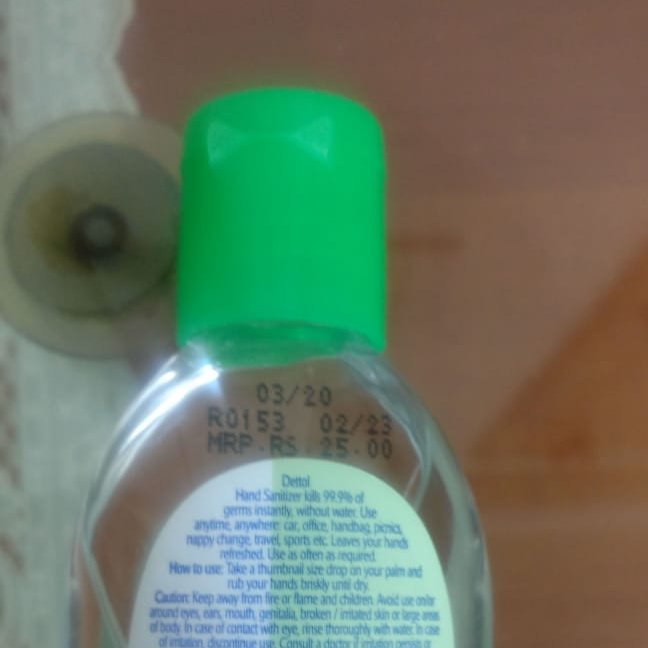 03/20
R0153 02/23
MRP.RS.25.00
Dettol
Hand Sanitizer kills 99.9% of
germs instantly, without water. Use
anytime, anywhere: car, office, handbag, picnics,
nappy change, travel, sports etc. Leaves your hands
refreshed. Use as often as required.
How to use: Take a thumbnail size drop on your palm and
rub your hands briskly until dry.
Caution: Keep away from fire or flame and children. Avoid use on/or
around eyes, ears, mouth, genitalia, broken / irritated skin or large areas
of body. In case of contact with eye, rinse thoroughly with water. In case
of irritation, discontinue use. Consult a doctor if irritation persists or